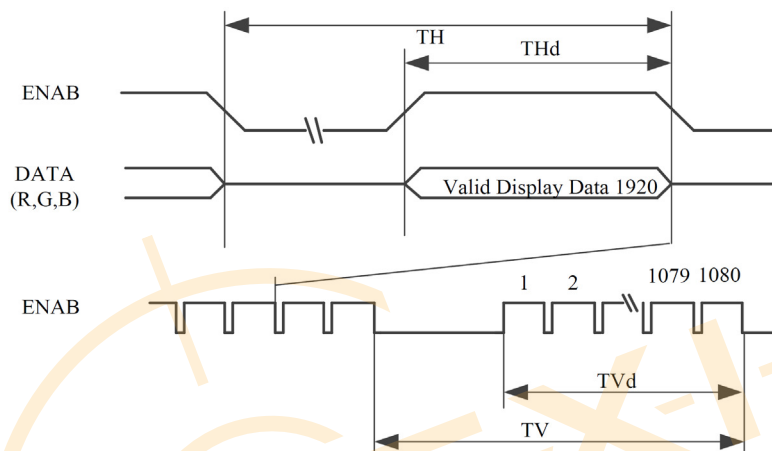 TH
THd
ENAB
DATA
(R,G,B)
Valid Display Data 1920
1 2 1079 1080
ENAB
TVd
TV